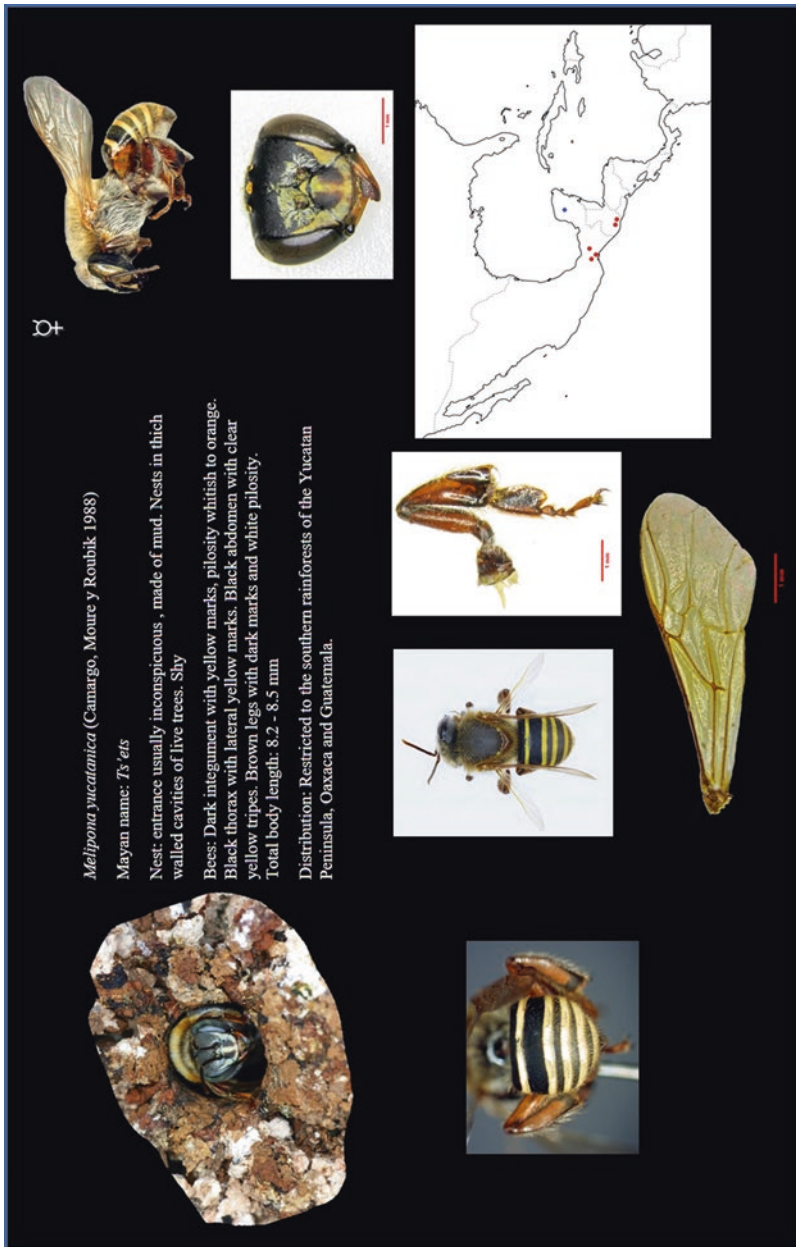 Melipona yucatanica (Camargo, Moure y Roubik 1988)
Mayan name: Ts'ets
Nest: entrance usually inconspicuous , made of mud. Nests in thich
walled cavities of live trees. Shy
Bees: Dark integument with yellow marks, pilosity whitish to orange.
Black thorax with lateral yellow marks. Black abdomen with clear
yellow tripes. Brown legs with dark marks and white pilosity.
Total body length: 8.2 - 8.5 mm
Distribution: Restricted to the southern rainforests of the Yucatan
Peninsula, Oaxaca and Guatemala.
☿
1 mm
1 mm
1 mm